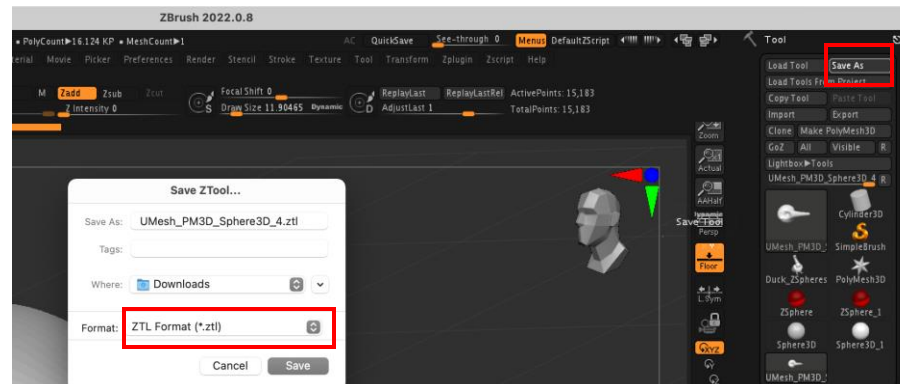 ZBrush 2022.0.8
• PolyCount▶16.124 KP • MeshCount▶1
AC QuickSave See-through 0 Menus DefaultZScript
Tool
erial Movie Picker Preferences Render Stencil Stroke Texture Tool Transform Zplugin Zscript Help
M Zadd Zsub Zcut
Z Intensity 0
Focal Shift 0
S Draw Size 11.90465 Dynamic
D
ReplayLast ReplayLastRel ActivePoints: 15,183
AdjustLast 1 TotalPoints: 15,183
Load Tool Save As
Load Tools From Project
Copy Tool Paste Tool
Import Export
Clone Make PolyMesh3D
GoZ All Visible R
Lightbox▶Tools
UMesh_PM3D_Sphere3D_4 R
UMesh_PM3D_
Cylinder3D
SimpleBrush
Duck_ZSpheres PolyMesh3D
ZSphere ZSphere_1
Sphere3D Sphere3D_1
UMesh_PM3D_
Zoom
Actual
AAHalf
Save Tool
Persp
Floor
L.Sym
Qxyz
Save ZTool...
Save As: UMesh_PM3D_Sphere3D_4.ztl
Tags:
Where: Downloads
Format: ZTL Format (*.ztl)
Cancel Save